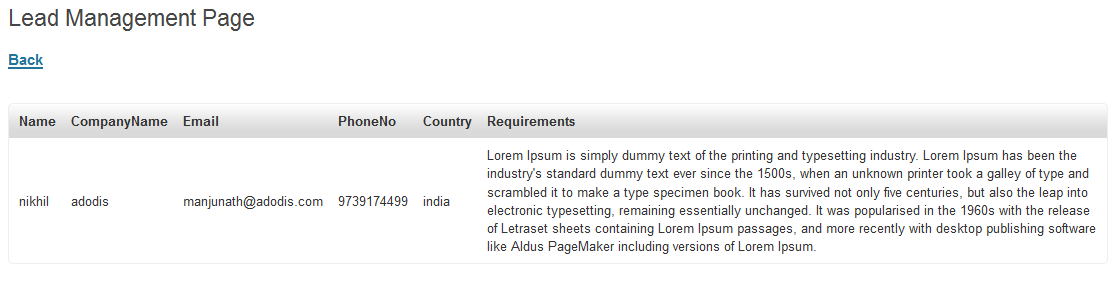 Lead Management Page
Back
Name CompanyName Email PhoneNo Country Requirements
Lorem Ipsum is simply dummy text of the printing and typesetting industry. Lorem Ipsum has been the
industry's standard dummy text ever since the 1500s, when an unknown printer took a galley of type and
scrambled it to make a type specimen book. It has survived not only five centuries, but also the leap into
nikhil adodis manjunath@adodis.com 9739174499 india
electronic typesetting, remaining essentially unchanged. It was popularised in the 1960s with the release
of Letraset sheets containing Lorem Ipsum passages, and more recently with desktop publishing software
like Aldus PageMaker including versions of Lorem Ipsum.